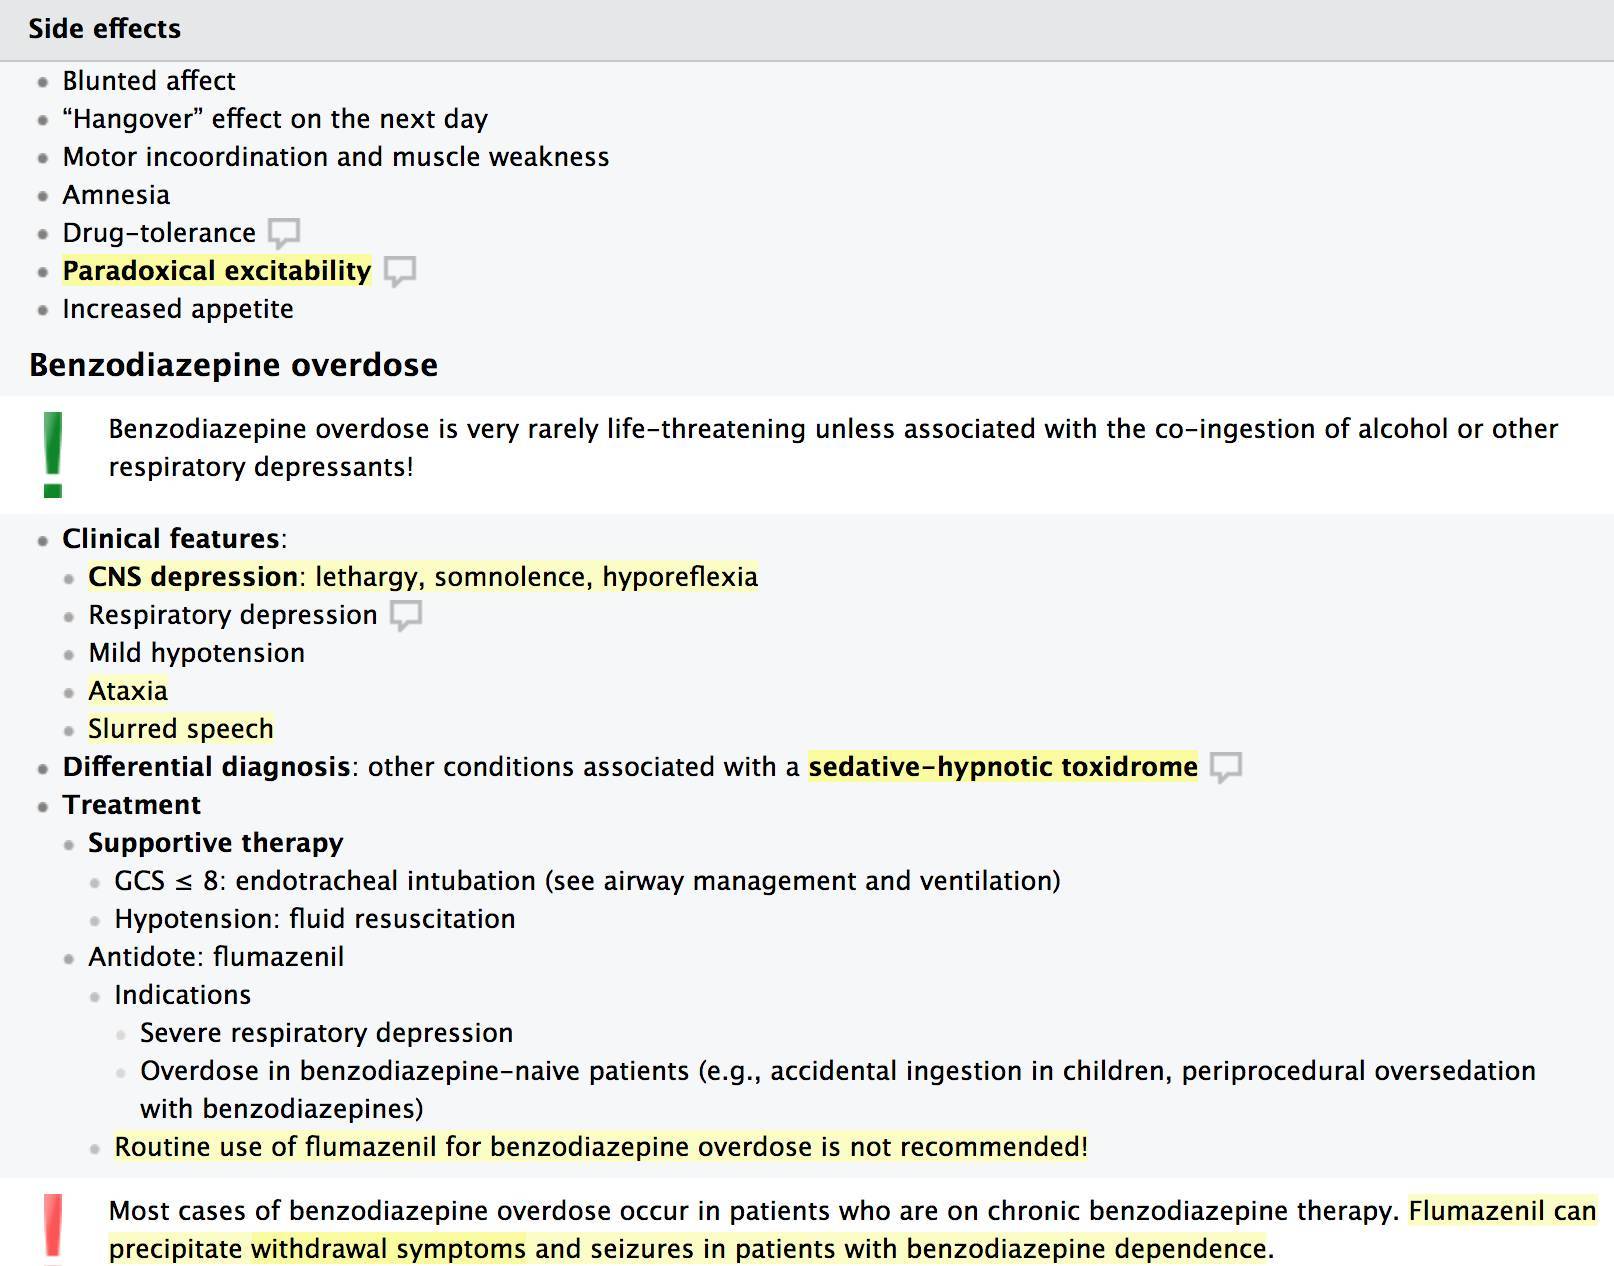 Side effects
Blunted affect
“Hangover” effect on the next day
Motor incoordination and muscle weakness
Amnesia
Drug-tolerance
Paradoxical excitability
Increased appetite
Benzodiazepine overdose
Benzodiazepine overdose is very rarely life-threatening unless associated with the co-ingestion of alcohol or other
respiratory depressants!
Clinical features:
CNS depression: lethargy, somnolence, hyporeflexia
Respiratory depression
Mild hypotension
Ataxia
Slurred speech
Differential diagnosis: other conditions associated with a sedative-hypnotic toxidrome
Treatment
Supportive therapy
GCS ≤ 8: endotracheal intubation (see airway management and ventilation)
Hypotension: fluid resuscitation
Antidote: flumazenil
Indications
Severe respiratory depression
Overdose in benzodiazepine-naive patients (e.g., accidental ingestion in children, periprocedural oversedation
with benzodiazepines)
Routine use of flumazenil for benzodiazepine overdose is not recommended!
Most cases of benzodiazepine overdose occur in patients who are on chronic benzodiazepine therapy. Flumazenil can
precipitate withdrawal symptoms and seizures in patients with benzodiazepine dependence.